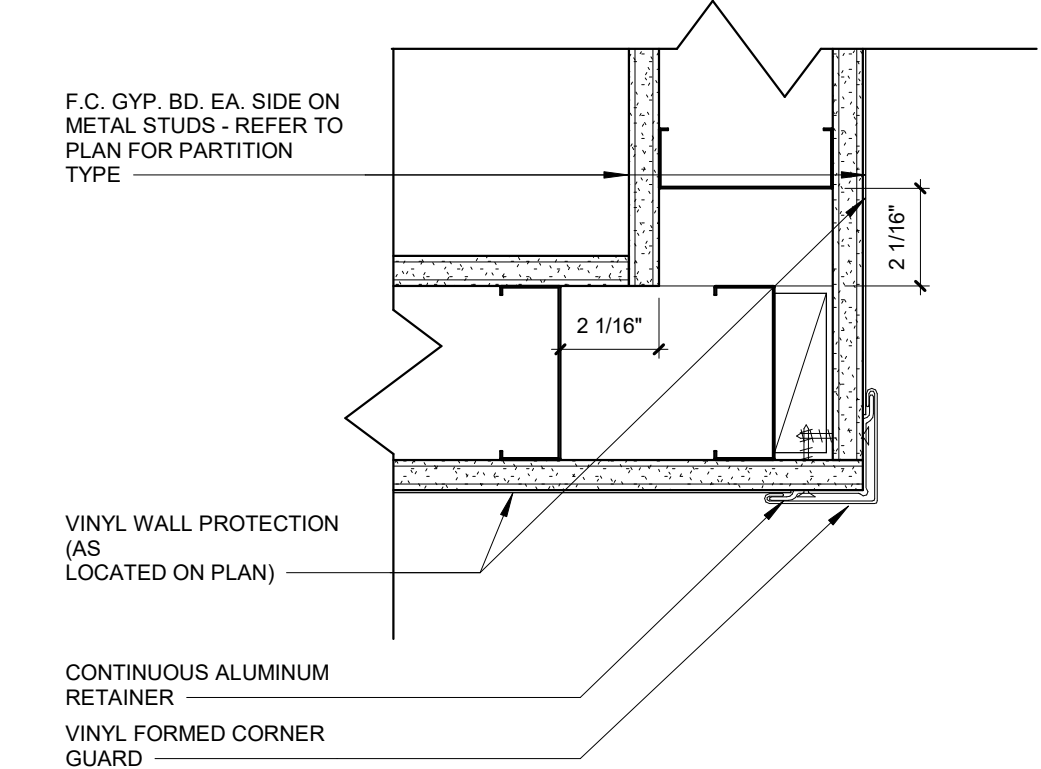 F.C. GYP. BD. EA. SIDE ON
METAL STUDS - REFER TO
PLAN FOR PARTITION
TYPE
2 1/16"
2 1/16"
VINYL WALL PROTECTION
(AS
LOCATED ON PLAN)
CONTINUOUS ALUMINUM
RETAINER
VINYL FORMED CORNER
GUARD